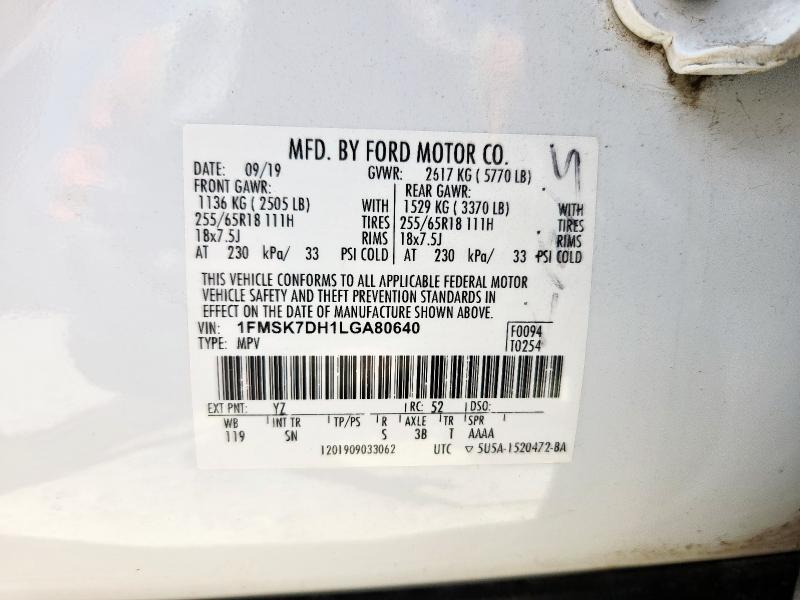 MFD. BY FORD MOTOR CO.
DATE: 09/19 GVWR: 2617 KG ( 5770 LB)
FRONT GAWR: REAR GAWR:
1136 KG ( 2505 LB) WITH 1529 KG ( 3370 LB) WITH
255/65R18 111H TIRES 255/65R18 111H TIRES
18x7.5J RIMS 18x7.5J RIMS
AT 230 kPa/ 33 PSI COLD AT 230 kPa/ 33 PSI COLD
THIS VEHICLE CONFORMS TO ALL APPLICABLE FEDERAL MOTOR
VEHICLE SAFETY AND THEFT PREVENTION STANDARDS IN
EFFECT ON THE DATE OF MANUFACTURE SHOWN ABOVE.
VIN: 1FMSK7DH1LGA80640 F0094
TYPE: MPV T0254
EXT PNT: YZ RC: 52 DSO:
WB INT TR TP/PS R AXLE TR SPR
119 SN S 3B T AAAA
1201909033062 UTC ▽ 5U5A-1520472-BA